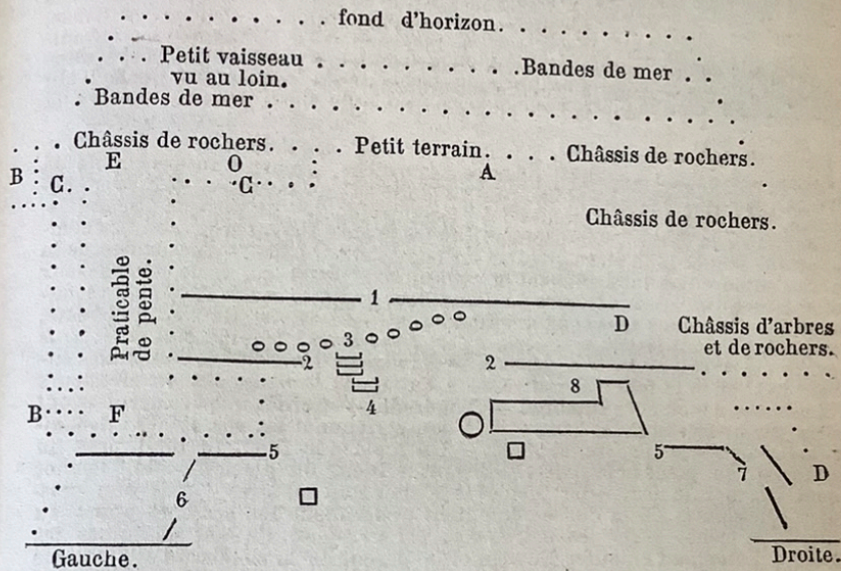 fond d'horizon.
Petit vaisseau
vu au loin.
Bandes de mer
Bandes de mer
Châssis de rochers.
Petit terrain.
Châssis de rochers.
B
C.
E
O
C
A
Châssis de rochers.
Praticable
de pente.
1
D
Châssis d'arbres
et de rochers.
3
2
2
8
4
B
F
5
5
7
D
6
Gauche.
Droite.